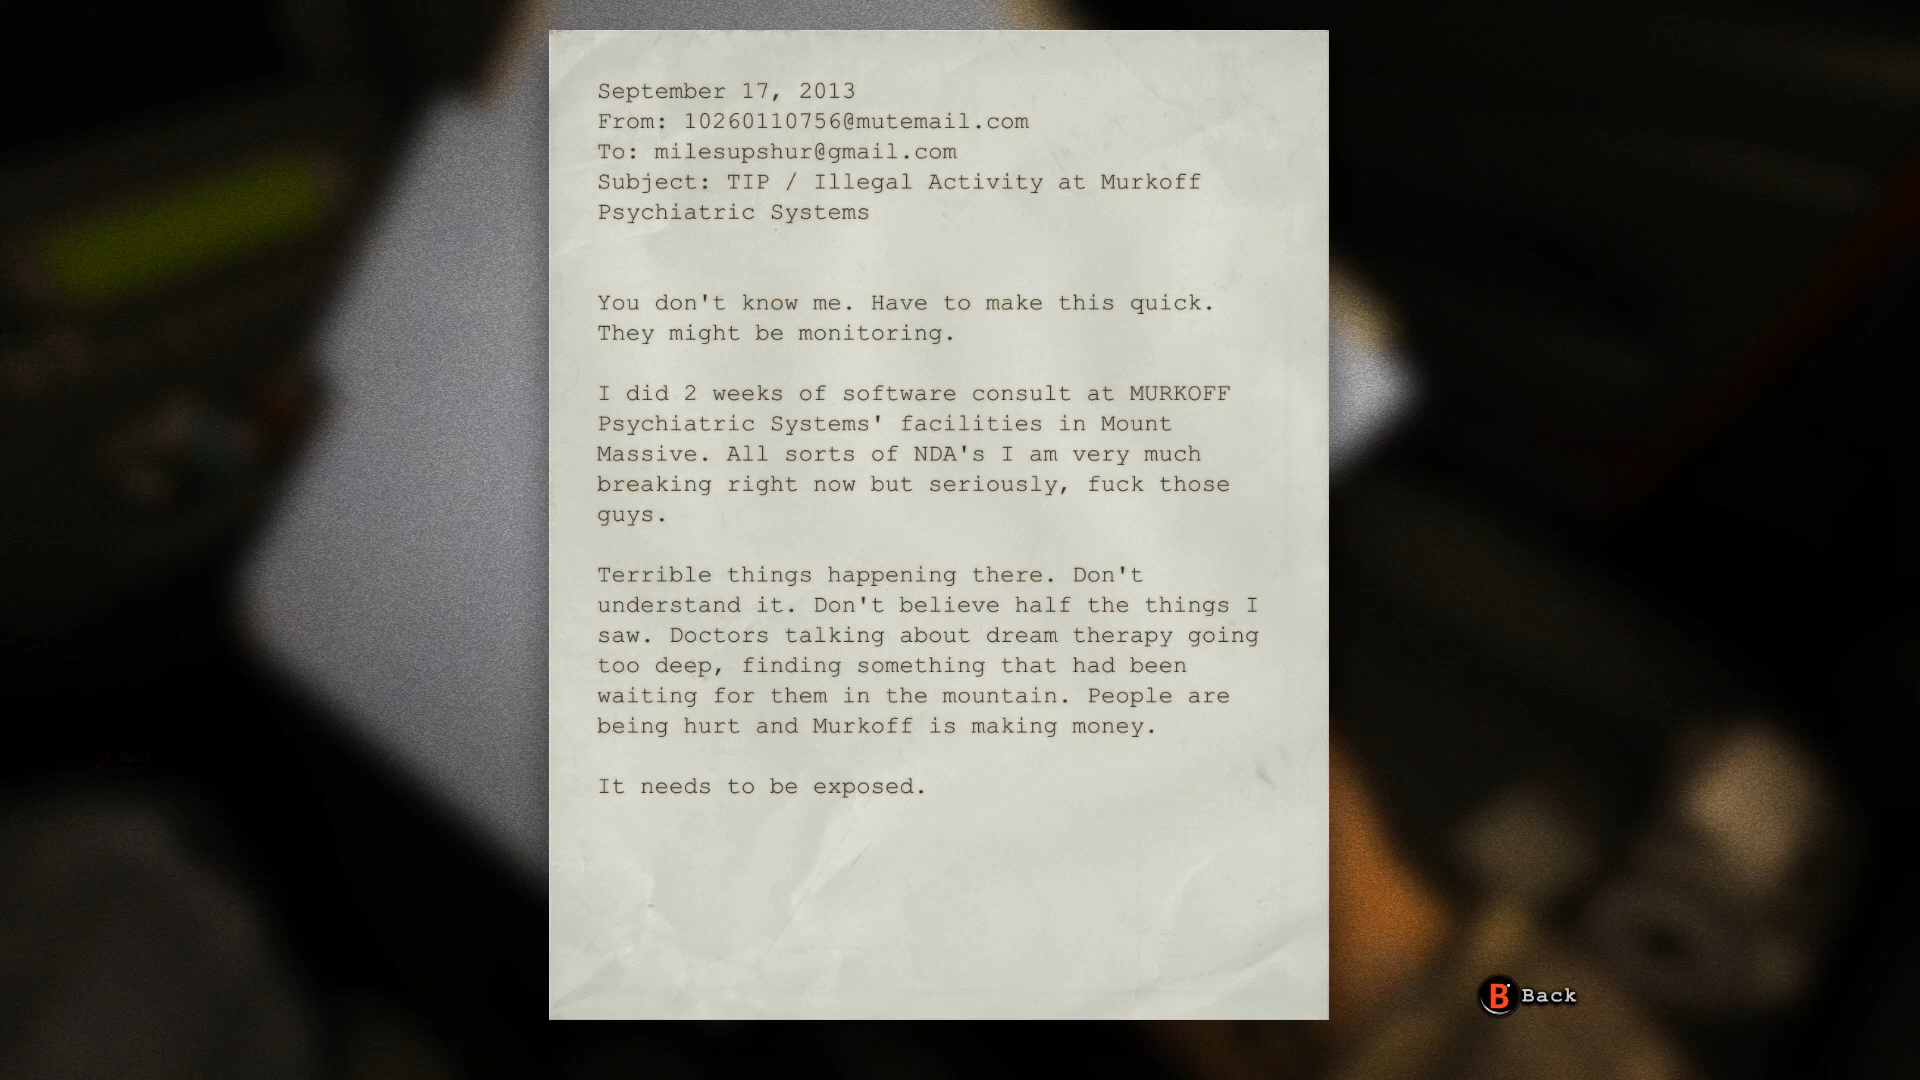 September 17, 2013
From: 10260110756@mutemail.com
To: milesupshur@gmail.com
Subject: TIP / Illegal Activity at Murkoff
Psychiatric Systems
You don't know me. Have to make this quick.
They might be monitoring.
I did 2 weeks of software consult at MURKOFF
Psychiatric Systems' facilities in Mount
Massive. All sorts of NDA's I am very much
breaking right now but seriously, fuck those
guys.
Terrible things happening there. Don't
understand it. Don't believe half the things I
saw. Doctors talking about dream therapy going
too deep, finding something that had been
waiting for them in the mountain. People are
being hurt and Murkoff is making money.
It needs to be exposed.
B Back